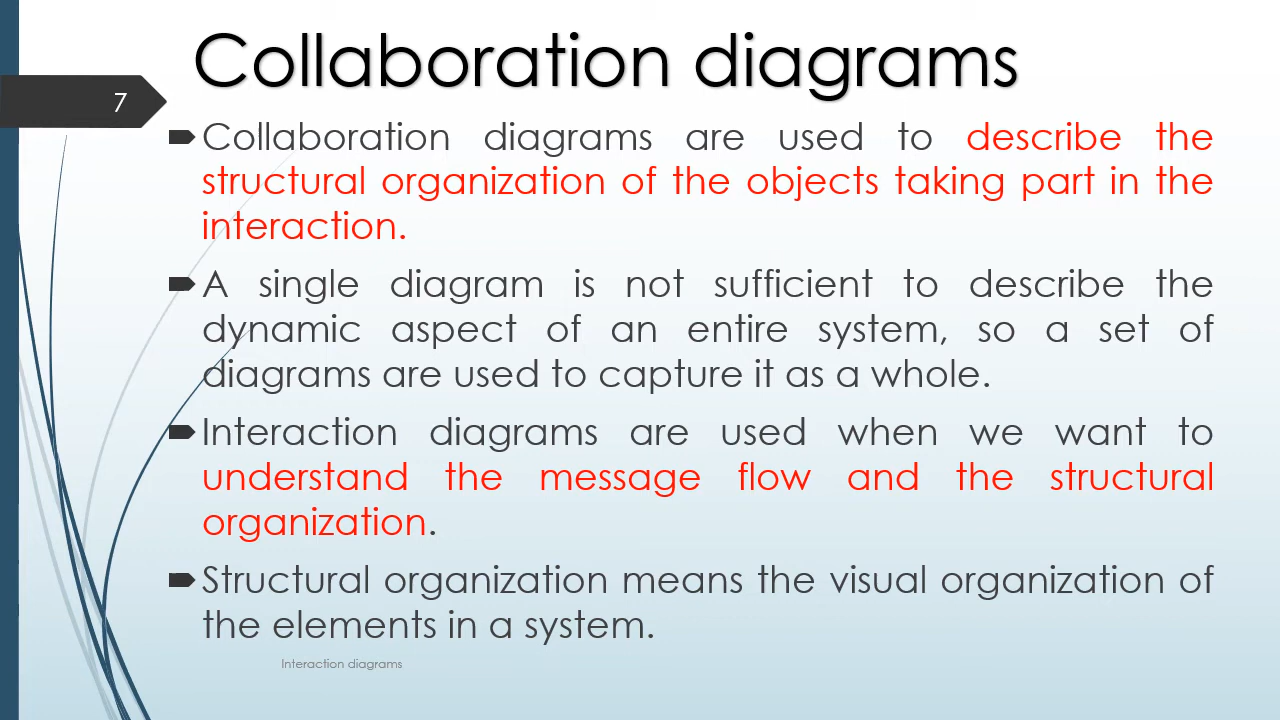 Collaboration diagrams
7
Collaboration diagrams are used to describe the
structural organization of the objects taking part in the
interaction.
A single diagram is not sufficient to describe the
dynamic aspect of an entire system, so a set of
diagrams are used to capture it as a whole.
Interaction diagrams are used when we want to
understand the message flow and the structural
organization.
Structural organization means the visual organization of
the elements in a system.
Interaction diagrams